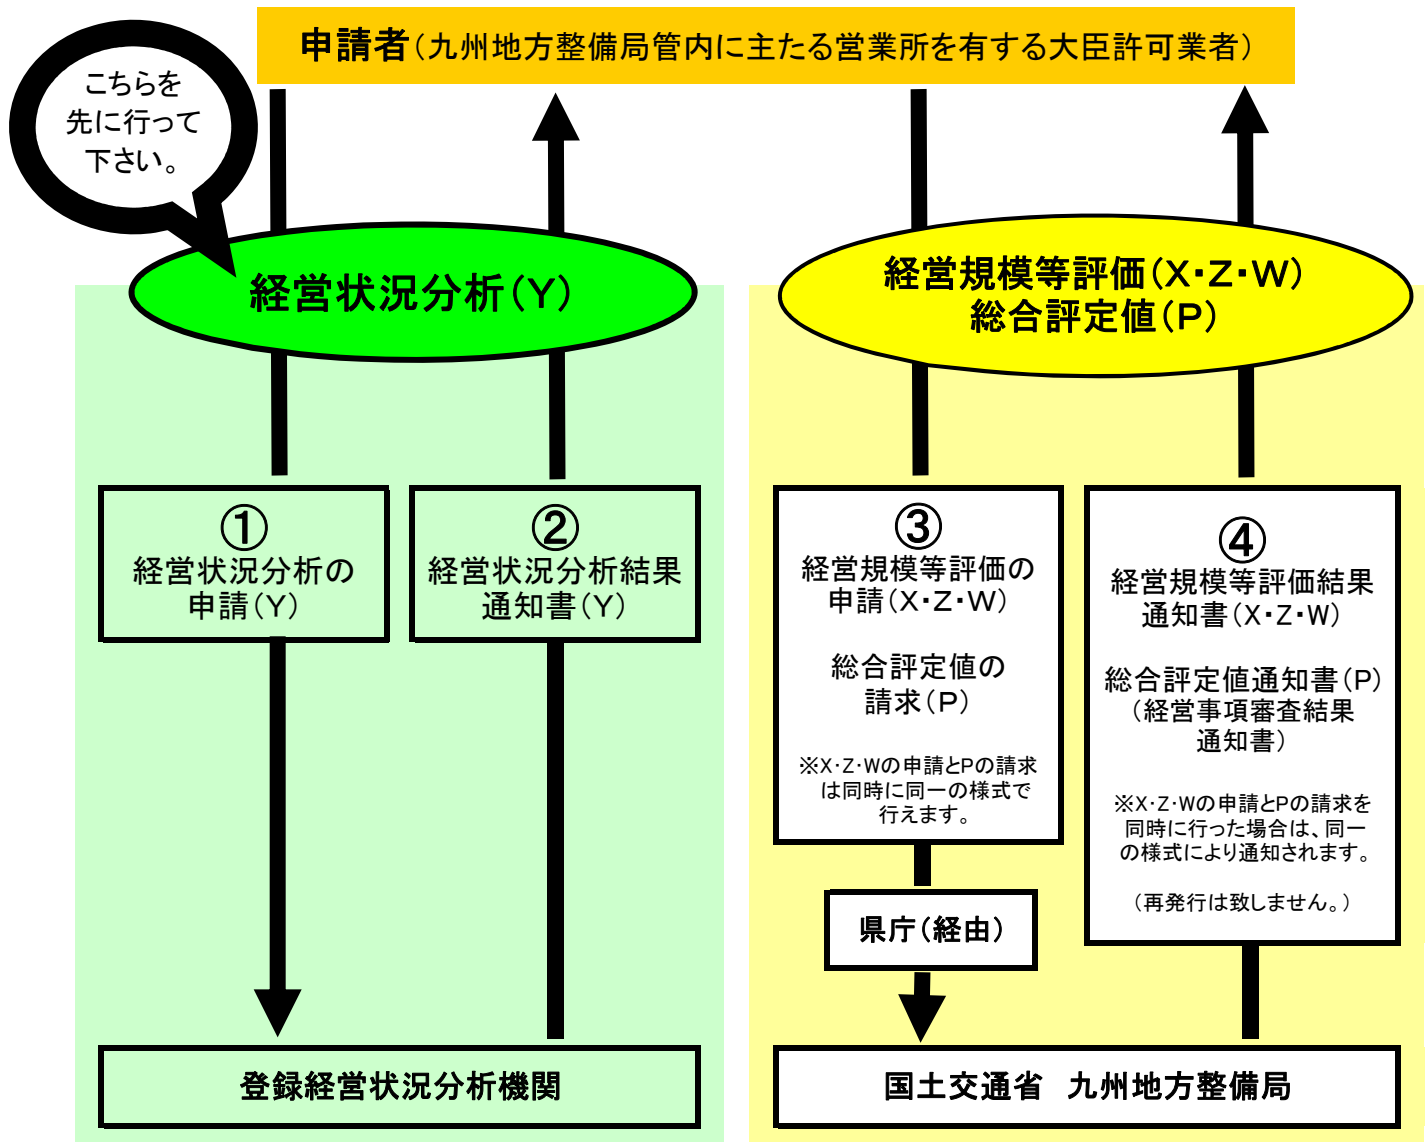 申請者（九州地方整備局管内に主たる営業所を有する大臣許可業者）
こちらを
先に行って
下さい。
経営状況分析（Y）
経営規模等評価（X・Z・W）
総合評定値（P）
①
経営状況分析の
申請（Y）
②
経営状況分析結果
通知書（Y）
③
経営規模等評価の
申請（X・Z・W）
総合評定値の
請求（P）
※X・Z・Wの申請とPの請求
は同時に同一の様式で
行えます。
④
経営規模等評価結果
通知書（X・Z・W）
総合評定値通知書（P）
（経営事項審査結果
通知書）
※X・Z・Wの申請とPの請求を
同時に行った場合は、同一
の様式により通知されます。
（再発行は致しません。）
県庁（経由）
登録経営状況分析機関
国土交通省　九州地方整備局